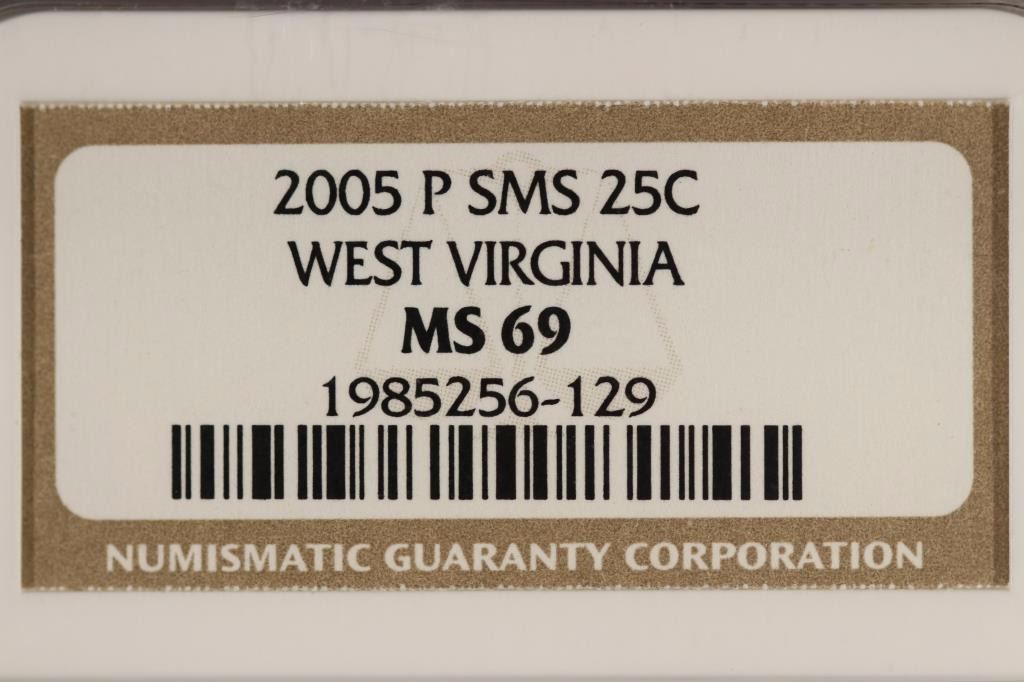 2005 P SMS 25C
WEST VIRGINIA
MS 69
1985256-129
NUMISMATIC GUARANTY CORPORATION